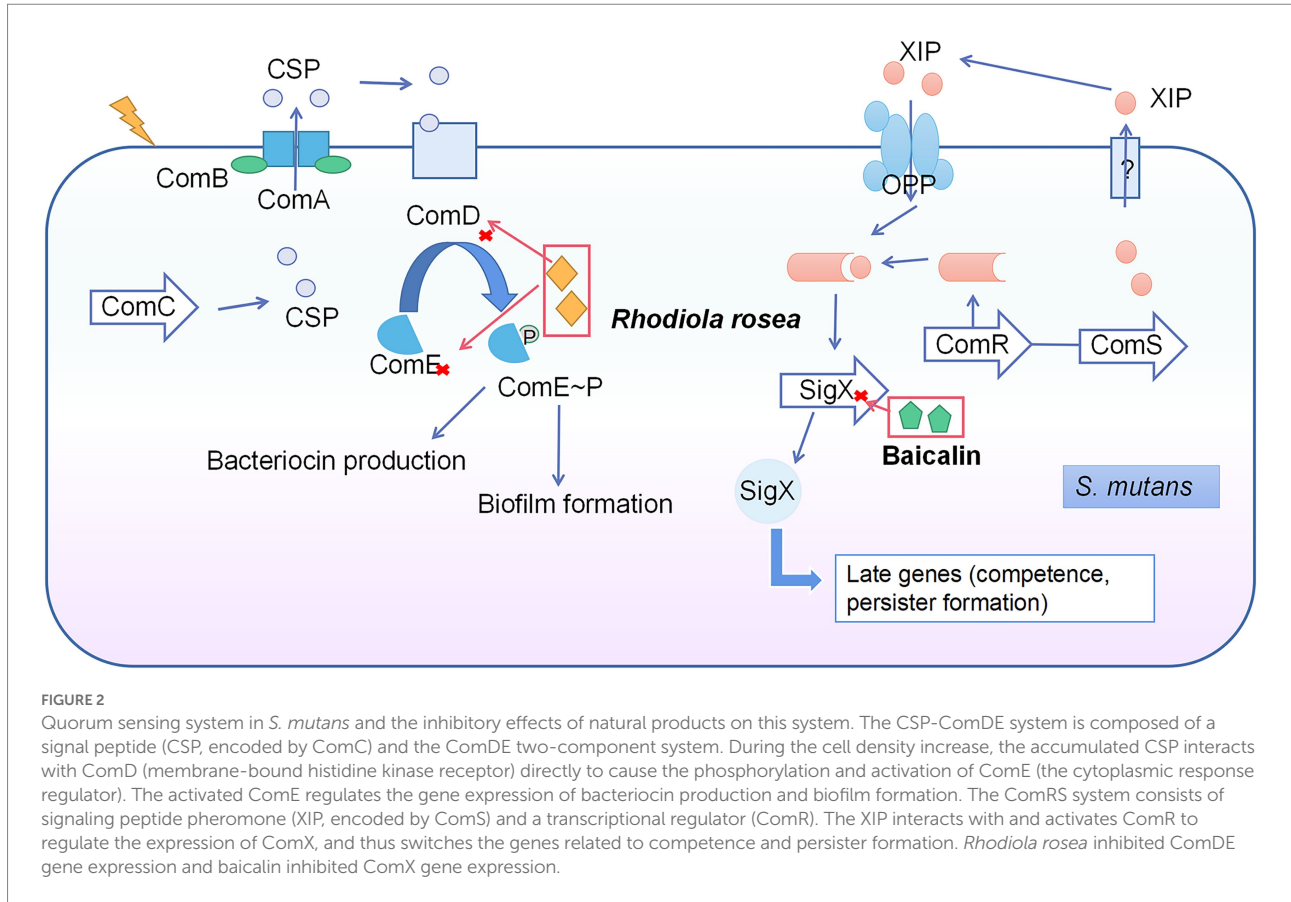 CSP
XIP
XIP
ComB
ComA
?
OPP
ComD
ComC
CSP
Rhodiola rosea
P
ComE
ComE~P
ComR
ComS
SigX
Baicalin
Bacteriocin production
Biofilm formation
SigX
S. mutans
Late genes (competence,
persister formation)
FIGURE 2
Quorum sensing system in S. mutans and the inhibitory effects of natural products on this system. The CSP-ComDE system is composed of a
signal peptide (CSP, encoded by ComC) and the ComDE two-component system. During the cell density increase, the accumulated CSP interacts
with ComD (membrane-bound histidine kinase receptor) directly to cause the phosphorylation and activation of ComE (the cytoplasmic response
regulator). The activated ComE regulates the gene expression of bacteriocin production and biofilm formation. The ComRS system consists of
signaling peptide pheromone (XIP, encoded by ComS) and a transcriptional regulator (ComR). The XIP interacts with and activates ComR to
regulate the expression of ComX, and thus switches the genes related to competence and persister formation. Rhodiola rosea inhibited ComDE
gene expression and baicalin inhibited ComX gene expression.